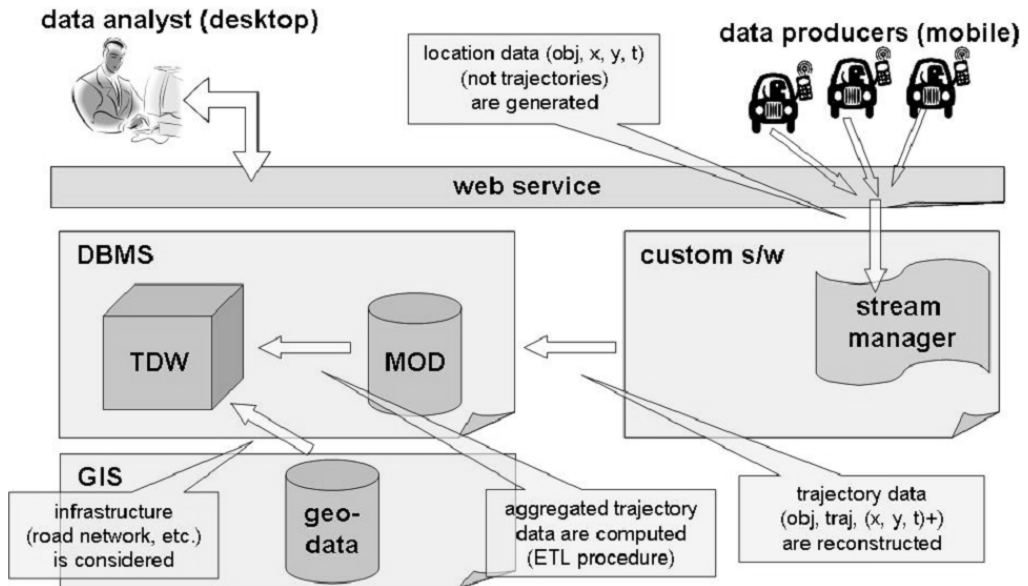 data analyst (desktop)
location data (obj, x, y, t)
(not trajectories)
are generated
data producers (mobile)
web service
DBMS
TDW
MOD
custom s/w
stream
manager
GIS
geo-
data
infrastructure
(road network, etc.)
is considered
aggregated trajectory
data are computed
(ETL procedure)
trajectory data
(obj, traj, (x, y, t)+)
are reconstructed